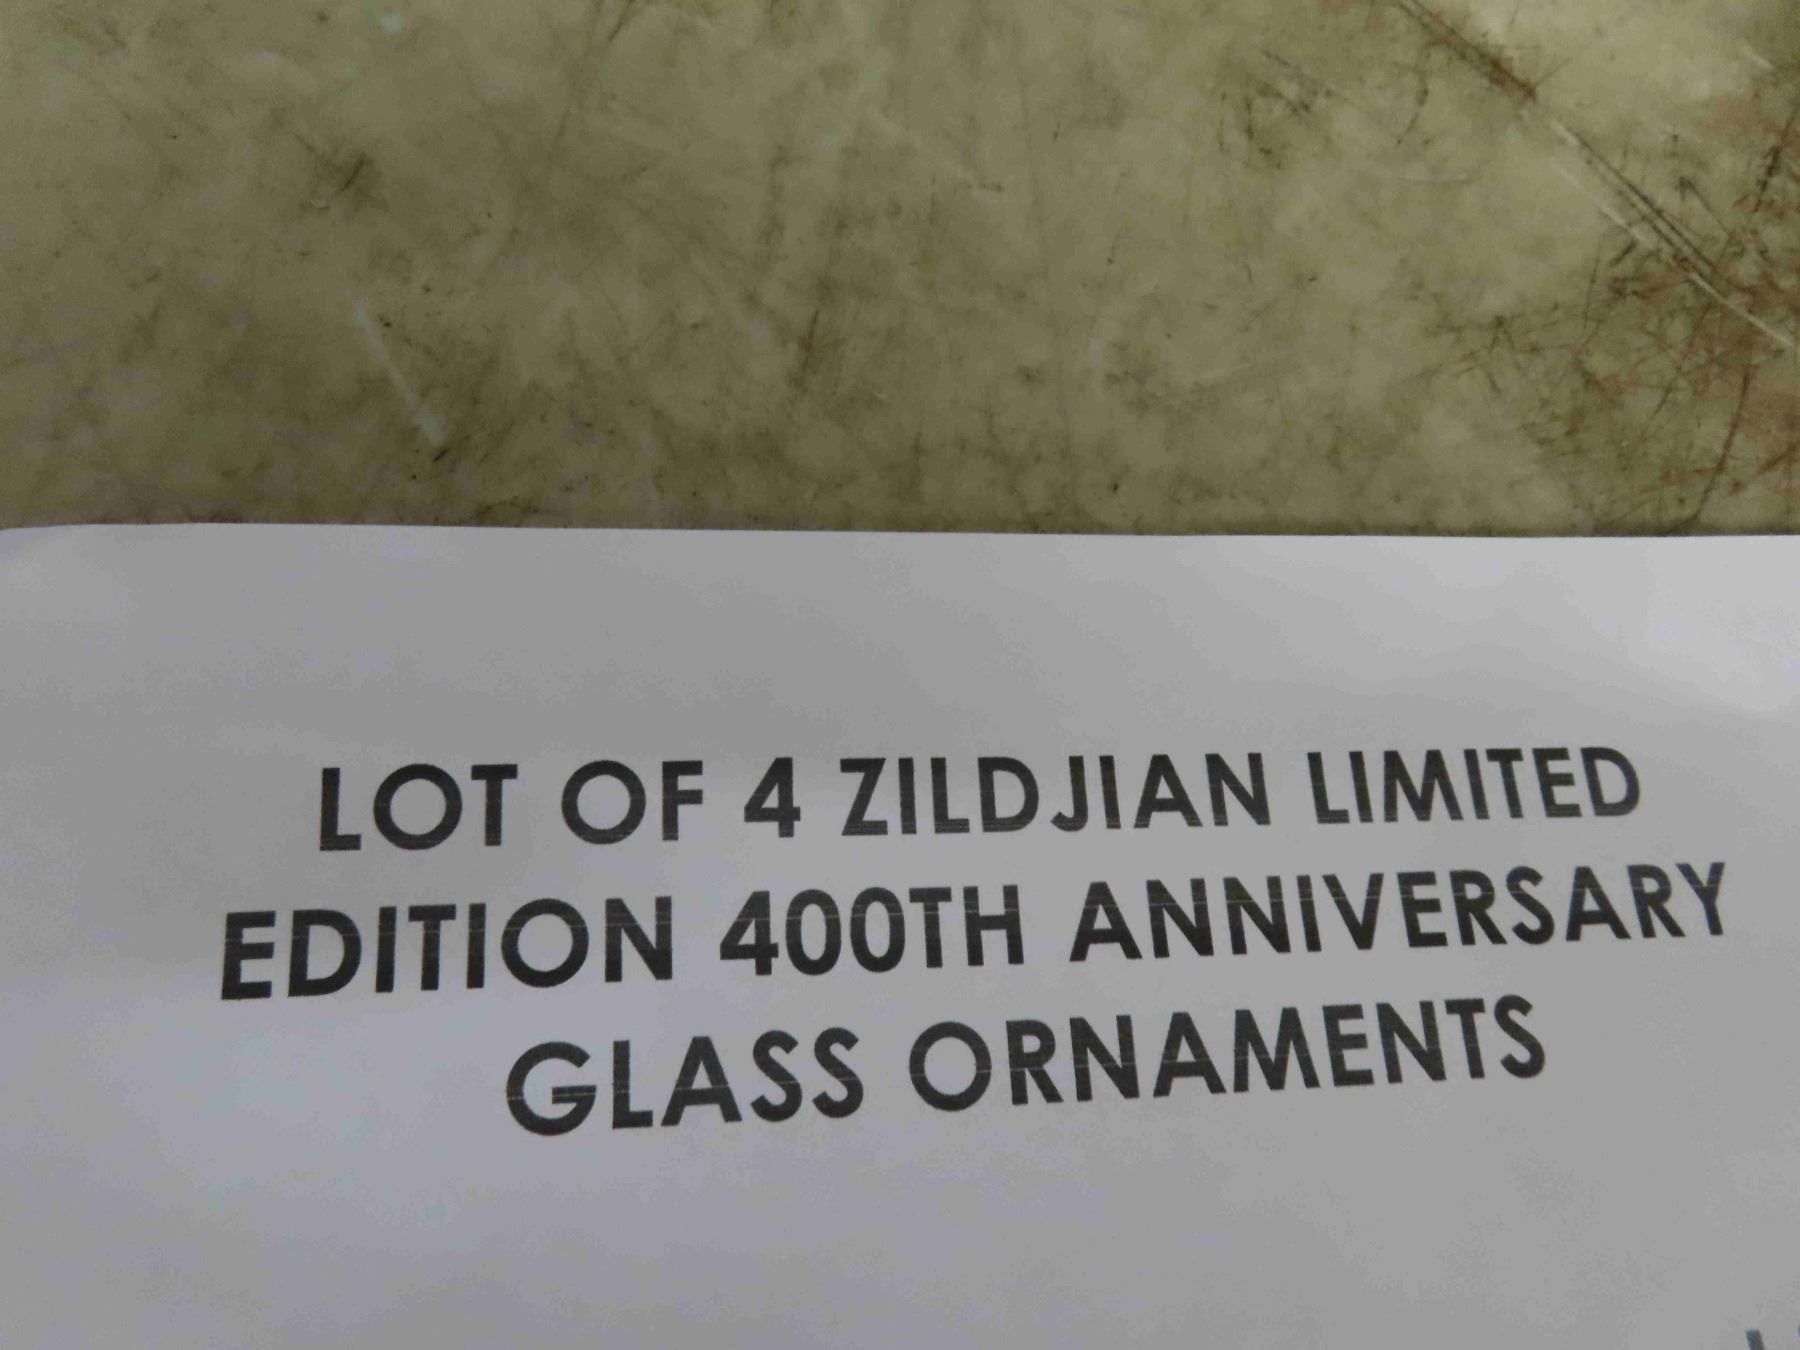 LOT OF 4 ZILDJIAN LIMITED
EDITION 400TH ANNIVERSARY
GLASS ORNAMENTS